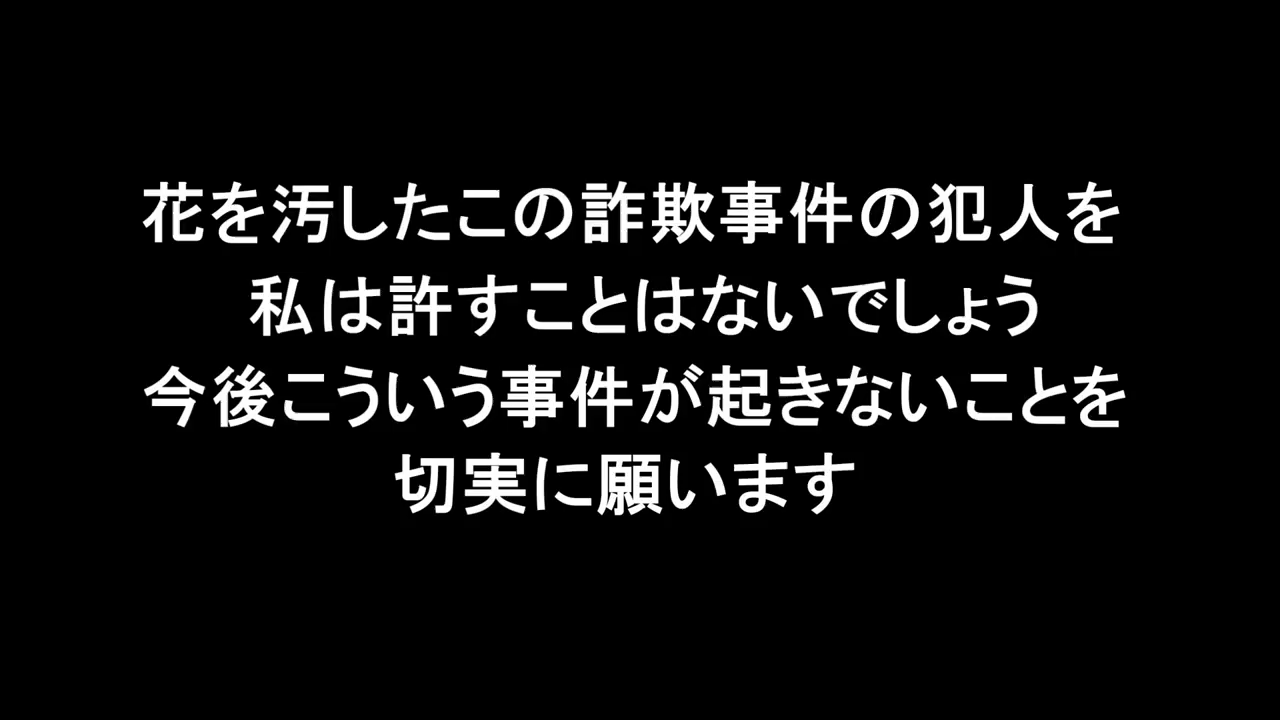 花を汚したこの詐欺事件の犯人を
私は許すことはないでしょう
今後こういう事件が起きないことを
切実に願います